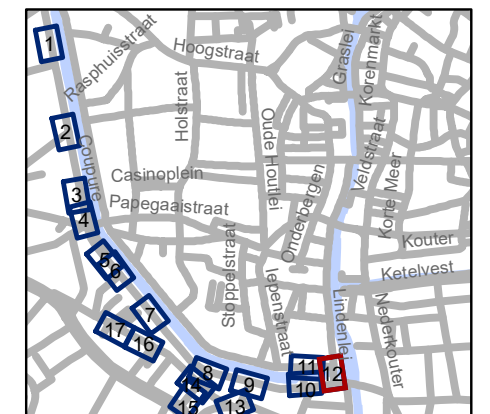 Rasphuisstraat
Hoogstraat
Graslei
Korenmarkt
1
Holstraat
Oude Houtlei
2
Coupure
Veldstraat
Casinoplein
Onderbergen
Korte Meer
3
Papegaaistraat
4
Stoppelstraat
Kouter
5
6
Iepenstraat
Ketelvest
Lindenlei
Nederkouter
7
17
16
8
11
12
14
9
10
15
13